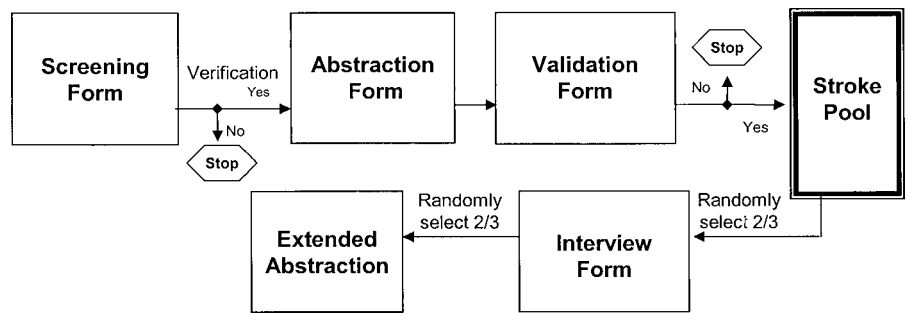 Screening
Form
Verification
Yes
No
Stop
Abstraction
Form
Validation
Form
Stop
No
Yes
Stroke
Pool
Randomly
select 2/3
Interview
Form
Randomly
select 2/3
Extended
Abstraction